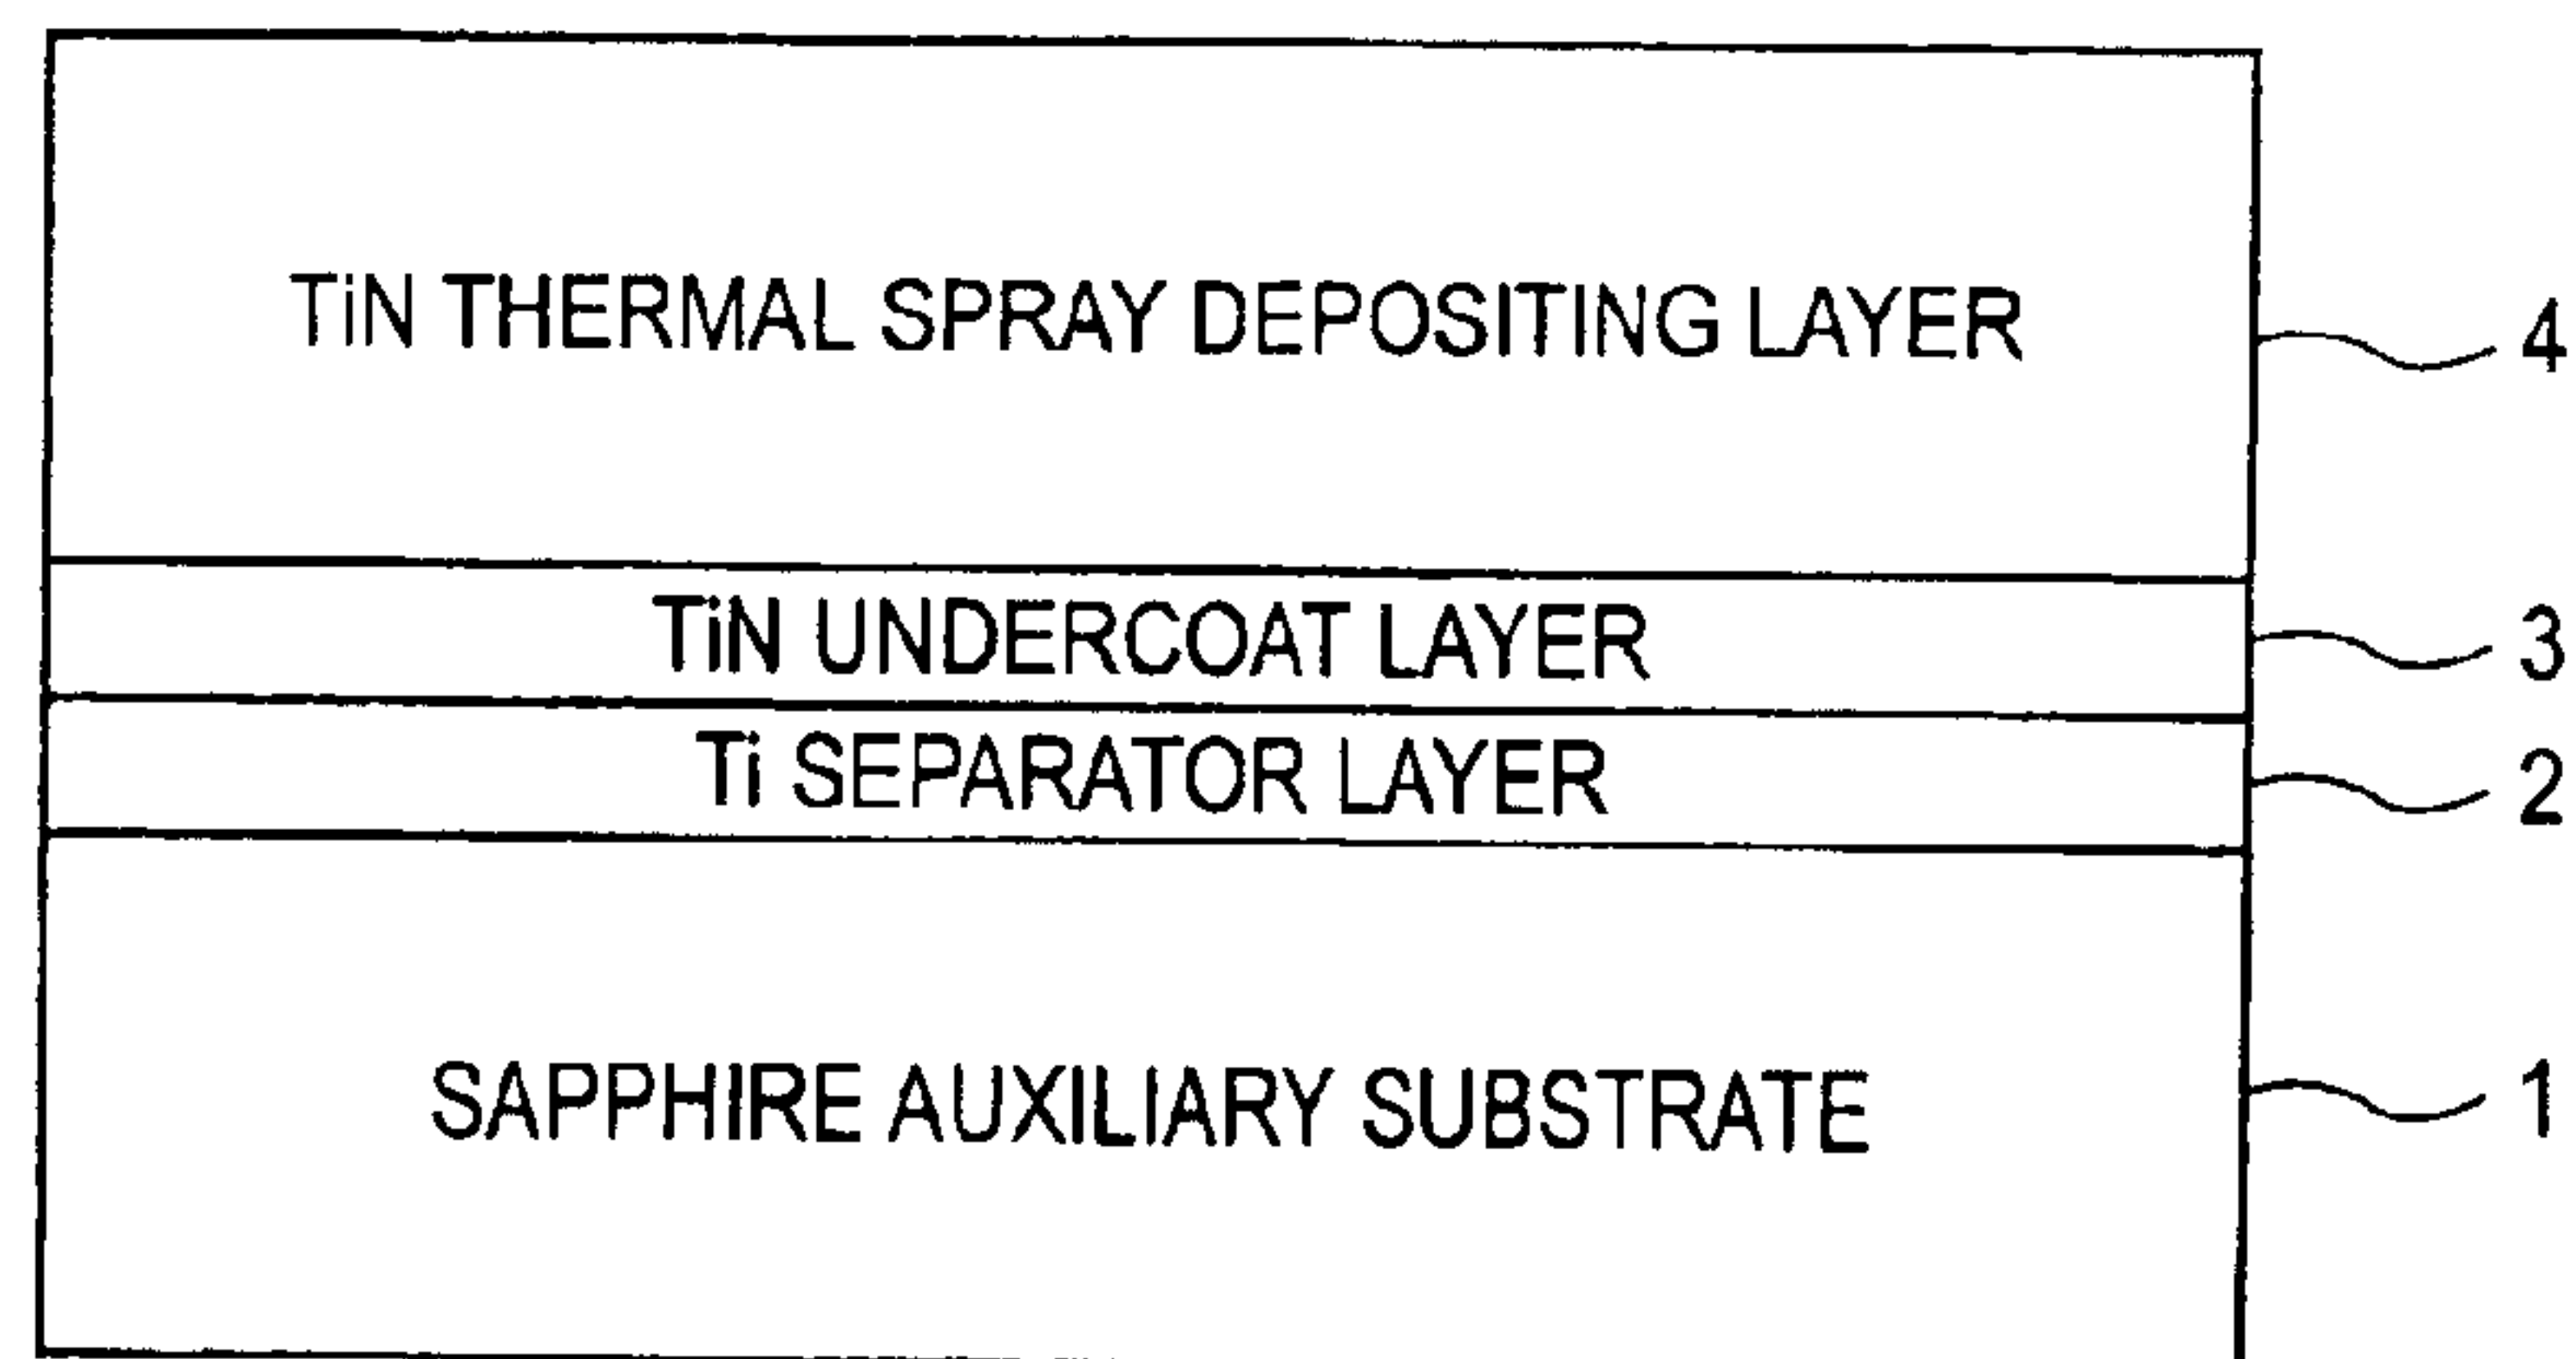 TiN THERMAL SPRAY DEPOSITING LAYER 4
TiN UNDERCOAT LAYER 3
Ti SEPARATOR LAYER 2
SAPPHIRE AUXILIARY SUBSTRATE 1